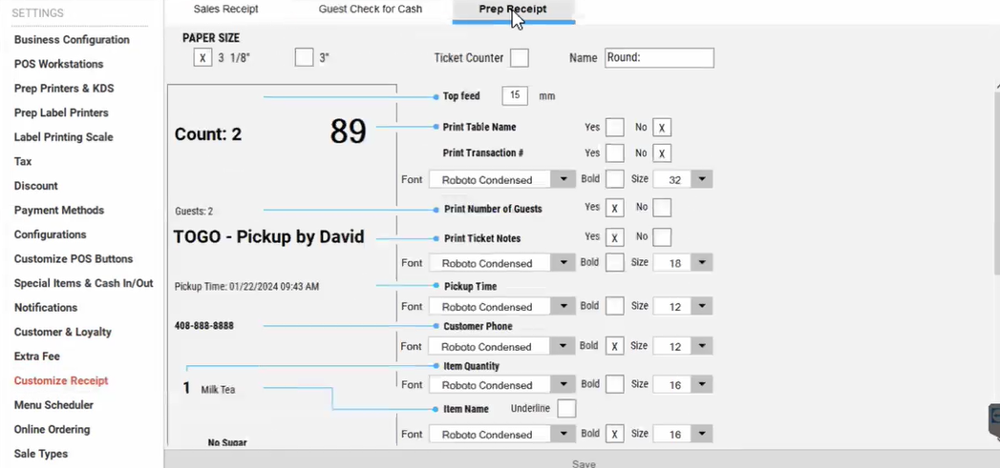 SETTINGS
Business Configuration
POS Workstations
Prep Printers & KDS
Prep Label Printers
Label Printing Scale
Tax
Discount
Payment Methods
Configurations
Customize POS Buttons
Special Items & Cash In/Out
Notifications
Customer & Loyalty
Extra Fee
Customize Receipt
Menu Scheduler
Online Ordering
Sale Types
Sales Receipt Guest Check for Cash Prep Receipt
PAPER SIZE
X 3 1/8" 3" Ticket Counter Name Round:
Top feed 15 mm
Count: 2 89 Print Table Name Yes No X
Print Transaction # Yes No X
Font Roboto Condensed Bold Size 32
Guests: 2 Print Number of Guests Yes X No
TOGO - Pickup by David Print Ticket Notes Yes X No
Font Roboto Condensed Bold Size 18
Pickup Time: 01/22/2024 09:43 AM Pickup Time
Font Roboto Condensed Bold Size 12
408-888-8888 Customer Phone
Font Roboto Condensed Bold X Size 12
Item Quantity
1 Milk Tea Font Roboto Condensed Bold Size 16
Item Name Underline
Font Roboto Condensed Bold X Size 16
No Sugar
Save